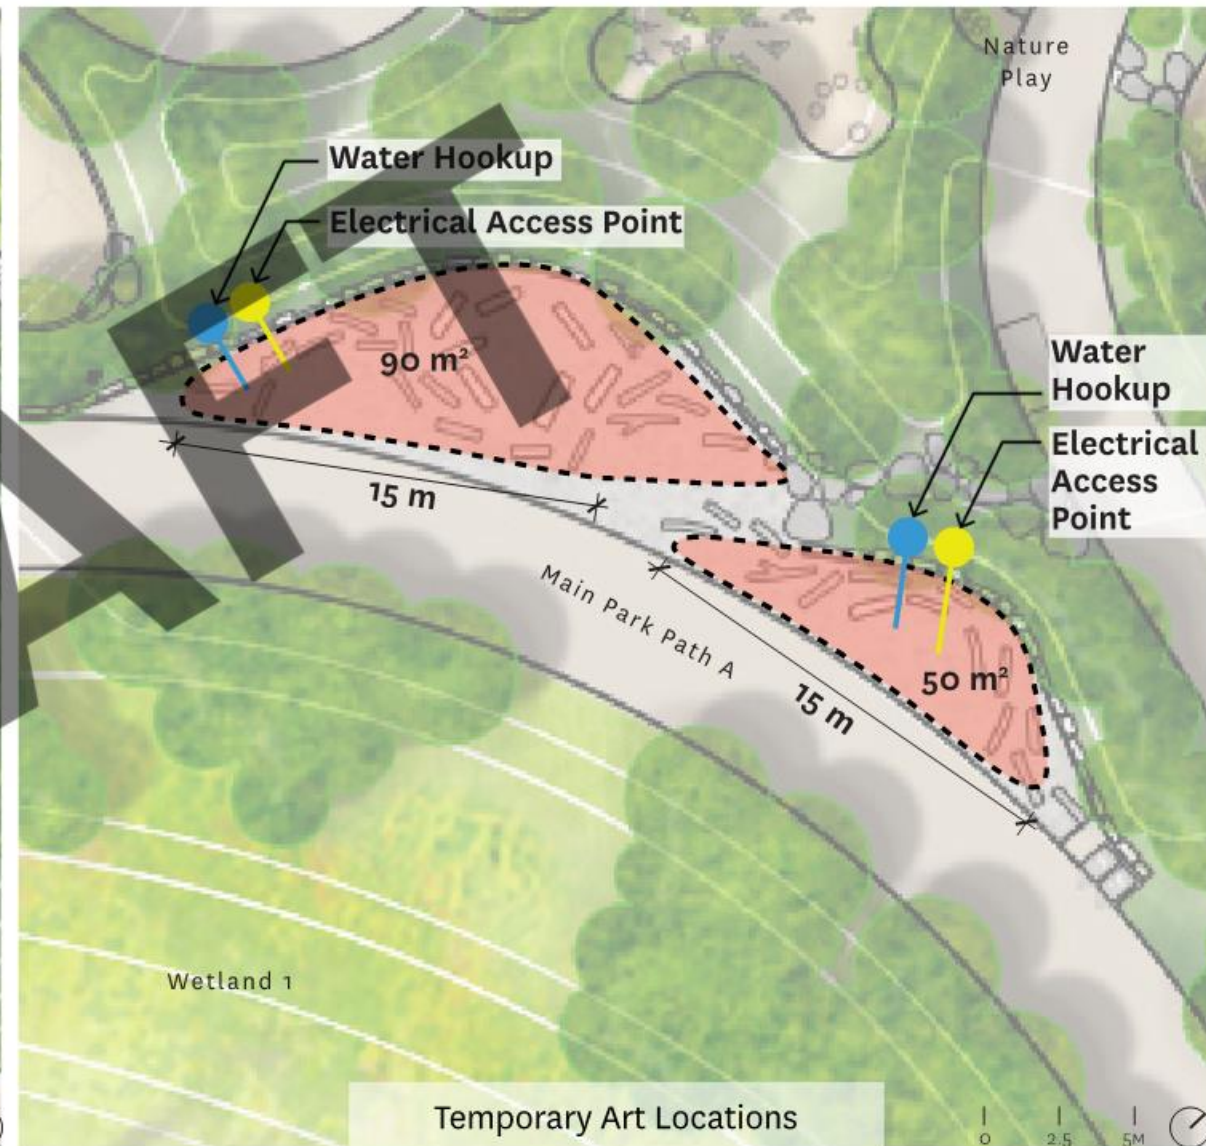 Nature
Play
Water Hookup
Electrical Access Point
90 m²
15 m
Water
Hookup
Electrical
Access
Point
Main Park Path A
50 m²
15 m
Wetland 1
Temporary Art Locations
0 2.5 5M